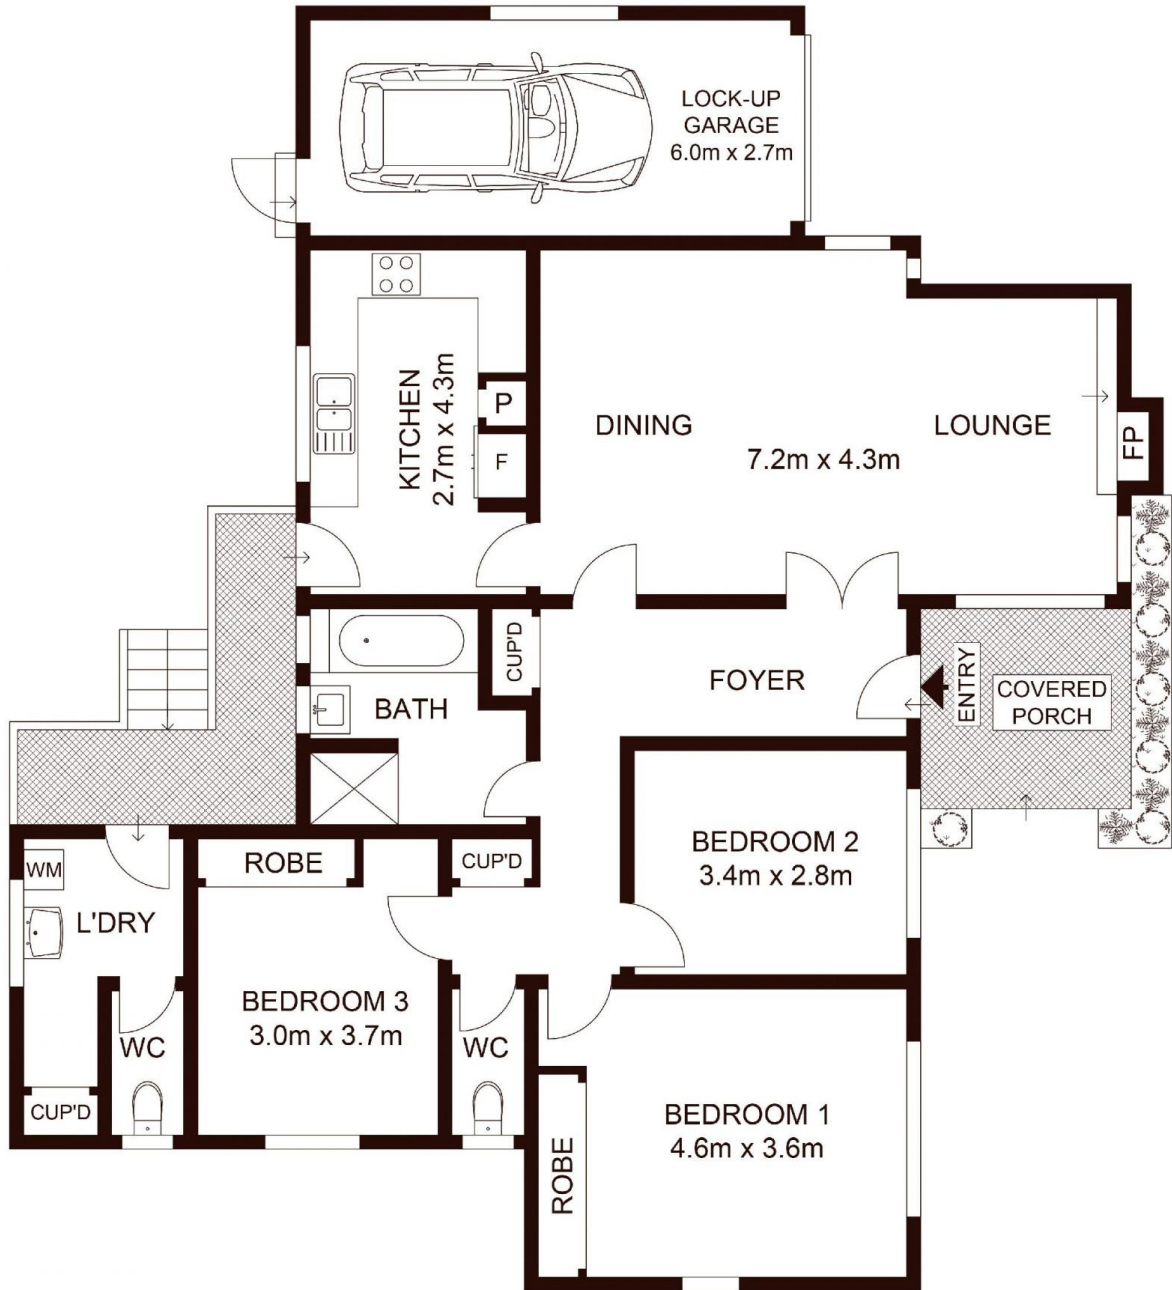 LOCK-UP
GARAGE
6.0m x 2.7m
KITCHEN
2.7m x 4.3m
P
F
DINING
LOUNGE
7.2m x 4.3m
FP
CUP'D
BATH
FOYER
ENTRY
COVERED
PORCH
WM
L'DRY
ROBE
CUP'D
BEDROOM 2
3.4m x 2.8m
BEDROOM 3
3.0m x 3.7m
WC
WC
CUP'D
ROBE
BEDROOM 1
4.6m x 3.6m